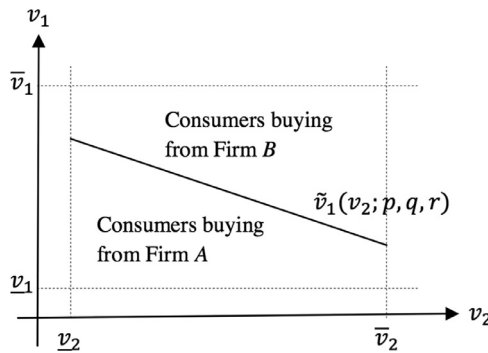 v₁
v̅₁
Consumers buying
from Firm B
ṽ₁(v₂; p, q, r)
Consumers buying
from Firm A
v̲₁
v₂
v̲₂
v̅₂